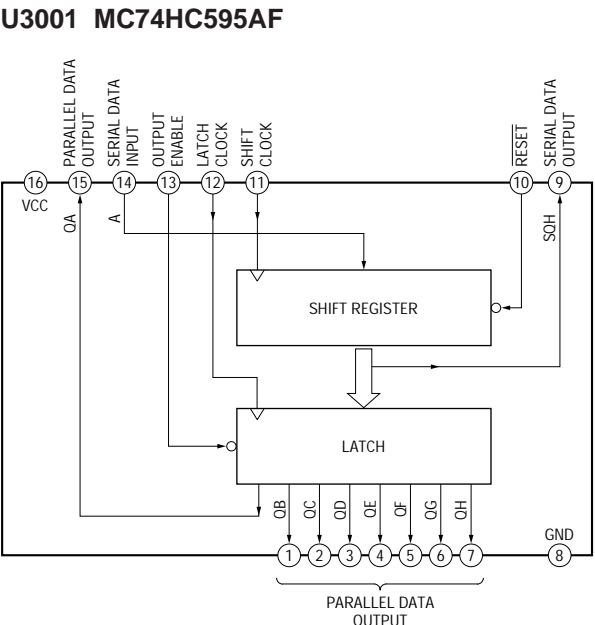 U3001 MC74HC595AF
PARALLEL DATA
OUTPUT
SERIAL DATA
INPUT
OUTPUT
ENABLE
LATCH
CLOCK
SHIFT
CLOCK
RESET
SERIAL DATA
OUTPUT
16
15
14
13
12
11
10
9
VCC
QA
A
SQH
SHIFT REGISTER
LATCH
QB
QC
QD
QE
QF
QG
QH
GND
1
2
3
4
5
6
7
8
PARALLEL DATA
OUTPUT